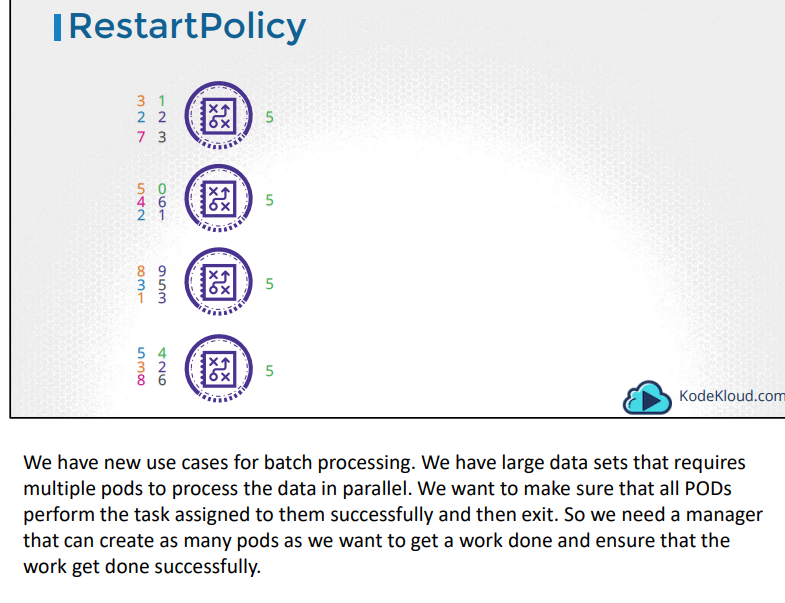 RestartPolicy
3 1
2 2
7 3
5
5 0
4 6
2 1
5
8 9
3 5
1 3
5
5 4
3 2
8 6
5
KodeKloud.com
We have new use cases for batch processing. We have large data sets that requires
multiple pods to process the data in parallel. We want to make sure that all PODs
perform the task assigned to them successfully and then exit. So we need a manager
that can create as many pods as we want to get a work done and ensure that the
work get done successfully.